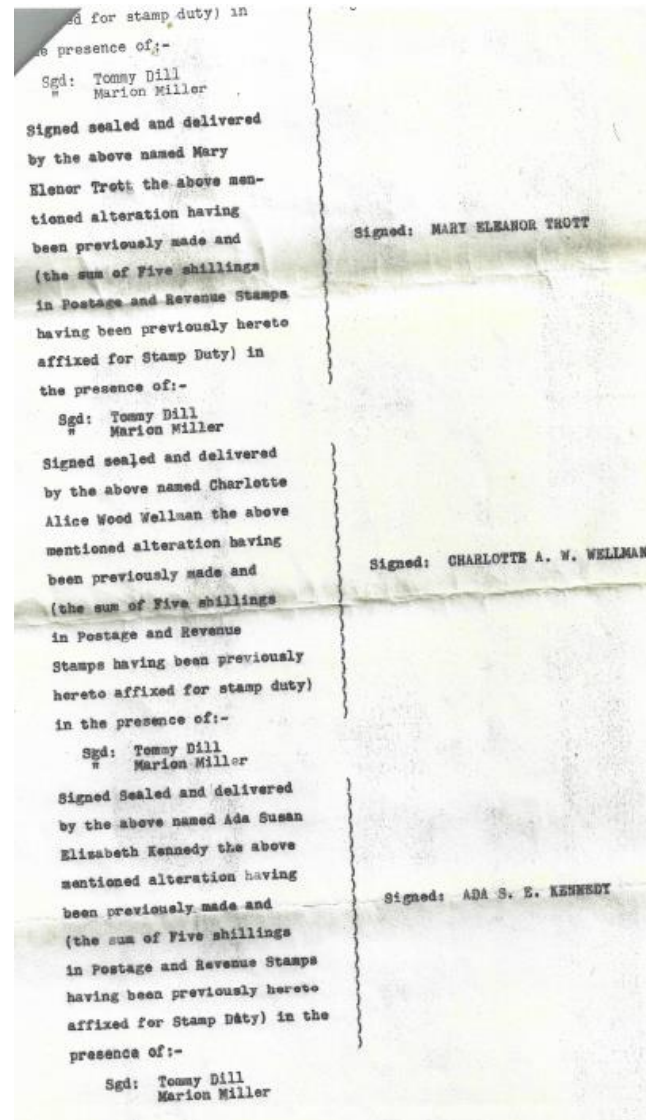 ed for stamp duty) in
e presence of:-
Sgd: Tommy Dill
" Marion Miller
Signed sealed and delivered
by the above named Mary
Elenor Trott the above men-
tioned alteration having
been previously made and
(the sum of Five shillings
in Postage and Revenue Stamps
having been previously hereto
affixed for Stamp Duty) in
the presence of:-
Signed: MARY ELEANOR TROTT
Sgd: Tommy Dill
" Marion Miller
Signed sealed and delivered
by the above named Charlotte
Alice Wood Wellman the above
mentioned alteration having
been previously made and
(the sum of Five shillings
in Postage and Revenue
Stamps having been previously
hereto affixed for stamp duty)
in the presence of:-
Signed: CHARLOTTE A. W. WELLMAN
Sgd: Tommy Dill
" Marion Miller
Signed Sealed and delivered
by the above named Ada Susan
Elizabeth Kennedy the above
mentioned alteration having
been previously made and
(the sum of Five shillings
in Postage and Revenue Stamps
having been previously hereto
affixed for Stamp Duty) in the
presence of:-
Signed: ADA S. E. KENNEDY
Sgd: Tommy Dill
Marion Miller